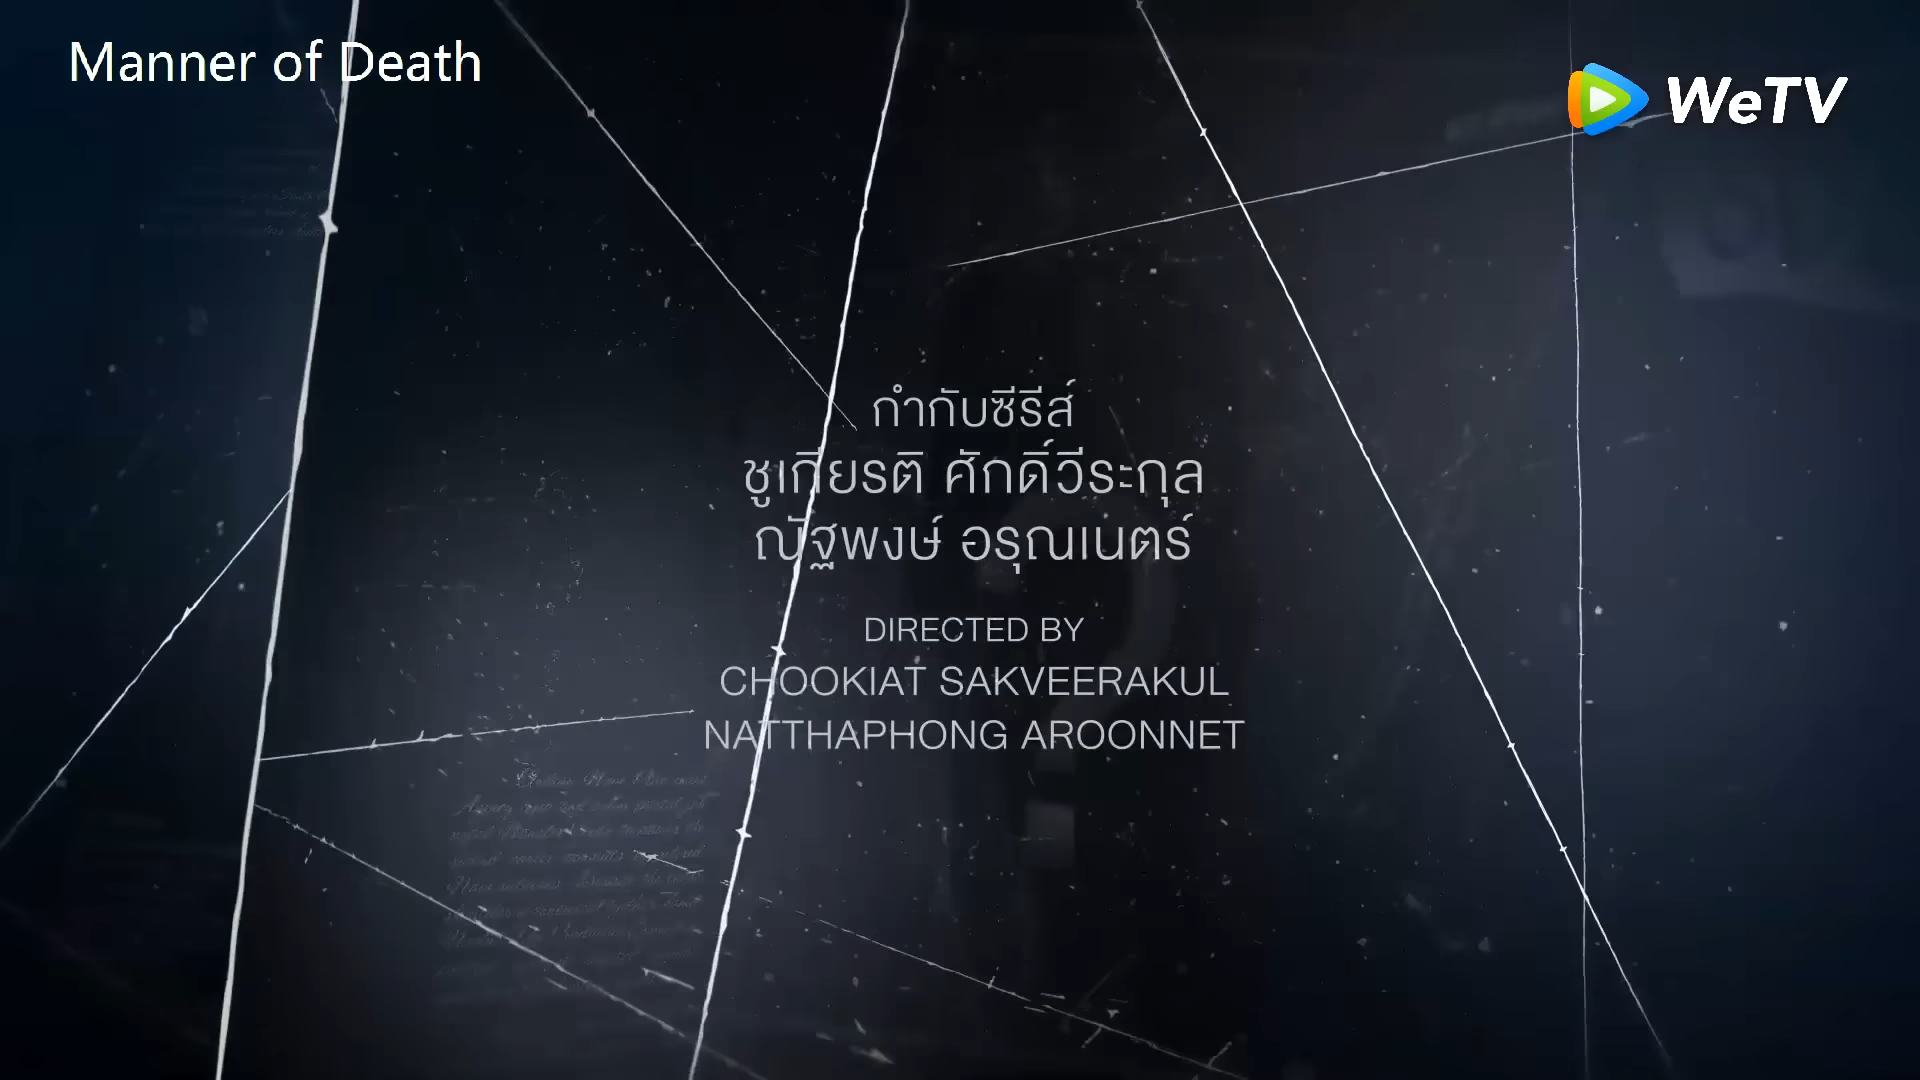 Manner of Death
WeTV
กำกับซีรีส์
ชูเกียรติ ศักดิ์วีระกุล
ณัฐพงษ์ อรุณเนตร์
DIRECTED BY
CHOOKIAT SAKVEERAKUL
NATTHAPHONG AROONNET